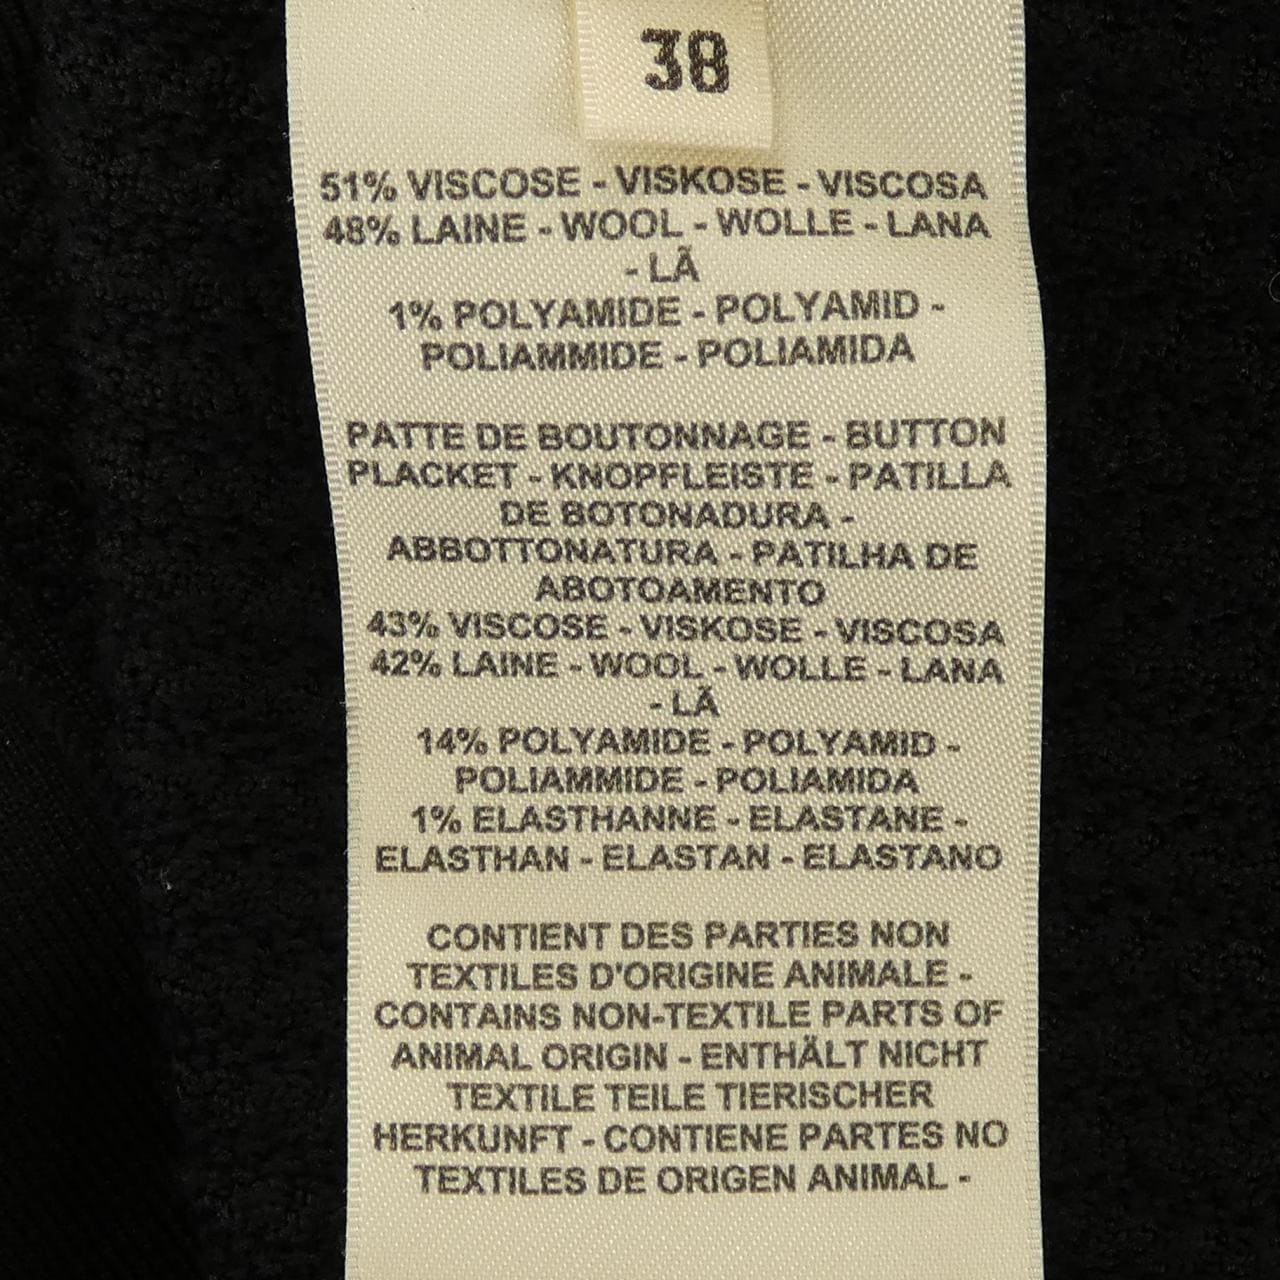 38
51% VISCOSE - VISKOSE - VISCOSA
48% LAINE - WOOL - WOLLE - LANA
- LÃ
1% POLYAMIDE - POLYAMID -
POLIAMMIDE - POLIAMIDA
PATTE DE BOUTONNAGE - BUTTON
PLACKET - KNOPFLEISTE - PATILLA
DE BOTONADURA -
ABBOTTONATURA - PATILHA DE
ABOTOAMENTO
43% VISCOSE - VISKOSE - VISCOSA
42% LAINE - WOOL - WOLLE - LANA
- LÃ
14% POLYAMIDE - POLYAMID -
POLIAMMIDE - POLIAMIDA
1% ELASTHANNE - ELASTANE -
ELASTHAN - ELASTAN - ELASTANO
CONTIENT DES PARTIES NON
TEXTILES D'ORIGINE ANIMALE -
CONTAINS NON-TEXTILE PARTS OF
ANIMAL ORIGIN - ENTHÄLT NICHT
TEXTILE TEILE TIERISCHER
HERKUNFT - CONTIENE PARTES NO
TEXTILES DE ORIGEN ANIMAL -